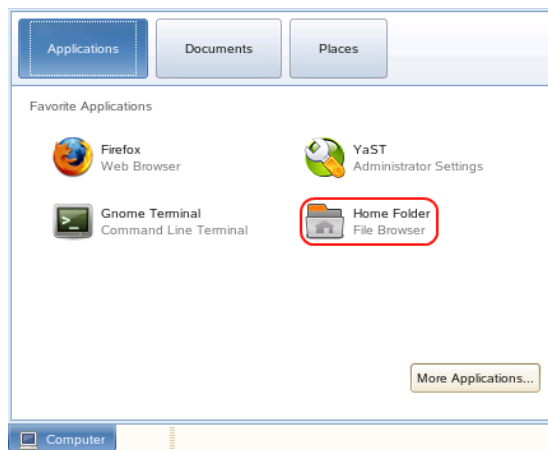 Applications Documents Places
Favorite Applications
Firefox
Web Browser
YaST
Administrator Settings
Gnome Terminal
Command Line Terminal
Home Folder
File Browser
More Applications...
Computer